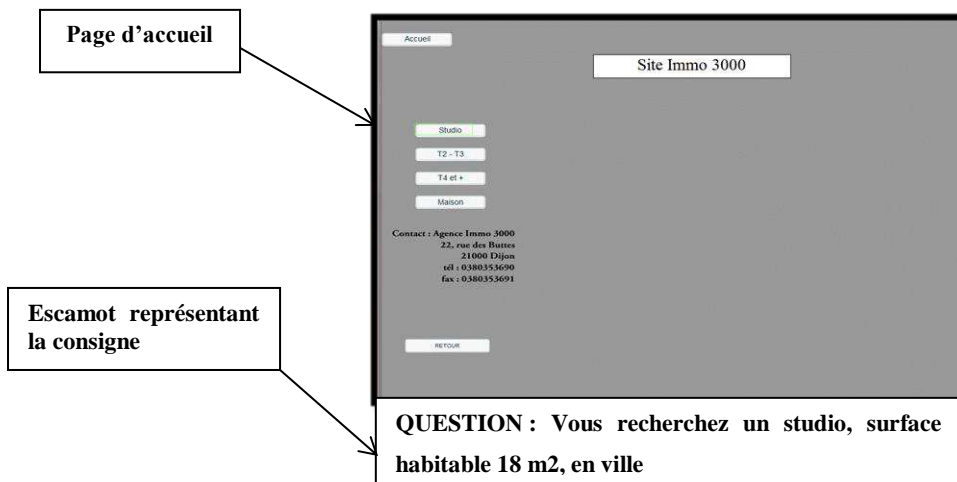 Page d’accueil
Accueil
Site Immo 3000
Studio
T2 - T3
T4 et +
Maison
Contact : Agence Immo 3000
22, rue des Buttes
21000 Dijon
tél : 0380353690
fax : 0380353691
Escamot représentant
la consigne
RETOUR
QUESTION : Vous recherchez un studio, surface
habitable 18 m2, en ville